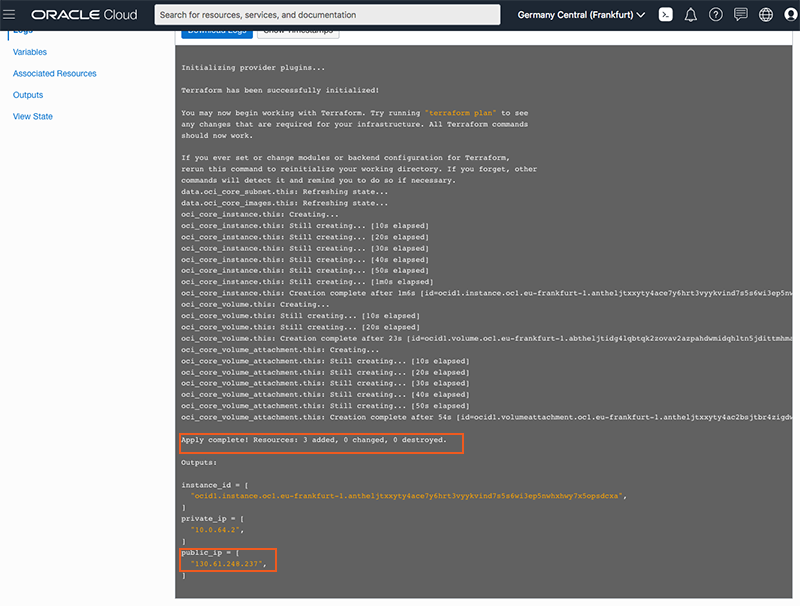 ORACLE Cloud
Search for resources, services, and documentation
Germany Central (Frankfurt)
Logs
Download Logs
Show Timestamps
Variables
Associated Resources
Outputs
View State
Initializing provider plugins...
Terraform has been successfully initialized!
You may now begin working with Terraform. Try running "terraform plan" to see
any changes that are required for your infrastructure. All Terraform commands
should now work.
If you ever set or change modules or backend configuration for Terraform,
rerun this command to reinitialize your working directory. If you forget, other
commands will detect it and remind you to do so if necessary.
data.oci_core_subnet.this: Refreshing state...
data.oci_core_images.this: Refreshing state...
oci_core_instance.this: Creating...
oci_core_instance.this: Still creating... [10s elapsed]
oci_core_instance.this: Still creating... [20s elapsed]
oci_core_instance.this: Still creating... [30s elapsed]
oci_core_instance.this: Still creating... [40s elapsed]
oci_core_instance.this: Still creating... [50s elapsed]
oci_core_instance.this: Still creating... [1m0s elapsed]
oci_core_instance.this: Creation complete after 1m6s [id=ocid1.instance.oc1.eu-frankfurt-1.antheljtxxyty4ace7y6hrt3vyykvind7s5s6wi3ep5nw
oci_core_volume.this: Creating...
oci_core_volume.this: Still creating... [10s elapsed]
oci_core_volume.this: Still creating... [20s elapsed]
oci_core_volume.this: Creation complete after 23s [id=ocid1.volume.oc1.eu-frankfurt-1.abtheljtidg4lqbtqk2zovav2azpahdwmidqhltn5jdittmhma
oci_core_volume_attachment.this: Creating...
oci_core_volume_attachment.this: Still creating... [10s elapsed]
oci_core_volume_attachment.this: Still creating... [20s elapsed]
oci_core_volume_attachment.this: Still creating... [30s elapsed]
oci_core_volume_attachment.this: Still creating... [40s elapsed]
oci_core_volume_attachment.this: Still creating... [50s elapsed]
oci_core_volume_attachment.this: Creation complete after 54s [id=ocid1.volumeattachment.oc1.eu-frankfurt-1.antheljtxxyty4ac2bsjtbr4zigdw
Apply complete! Resources: 3 added, 0 changed, 0 destroyed.
Outputs:
instance_id = [
"ocid1.instance.oc1.eu-frankfurt-1.antheljtxxyty4ace7y6hrt3vyykvind7s5s6wi3ep5nwhxhwy7x5opsdcxa",
]
private_ip = [
"10.0.64.2",
]
public_ip = [
"130.61.248.237",
]